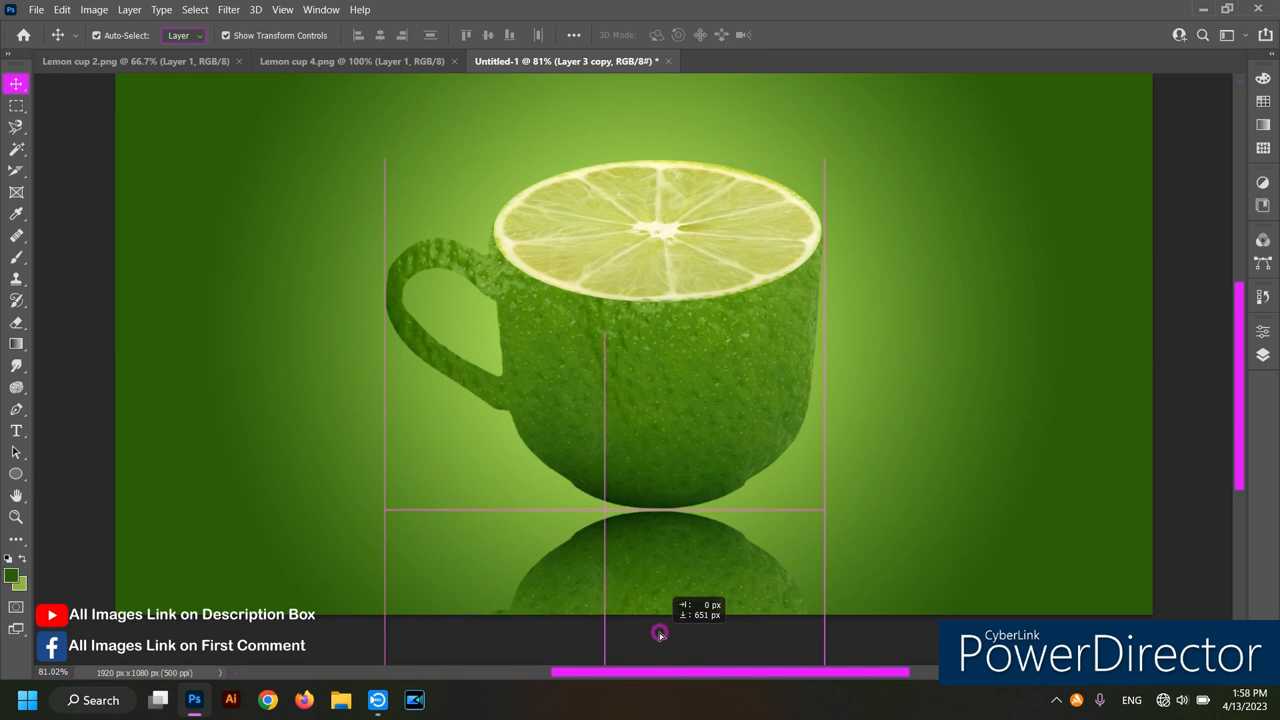 Ps File Edit Image Layer Type Select Filter 3D View Window Help
Auto-Select: Layer Show Transform Controls 3D Mode:
Lemon cup 2.png @ 66.7% (Layer 1, RGB/8) Lemon cup 4.png @ 100% (Layer 1, RGB/8) Untitled-1 @ 81% (Layer 3 copy, RGB/8#) *
0 px
651 px
All Images Link on Description Box
All Images Link on First Comment
CyberLink
PowerDirector
81.02% 1920 px x 1080 px (500 ppi)
Search Ps Ai ENG 1:58 PM
4/13/2023